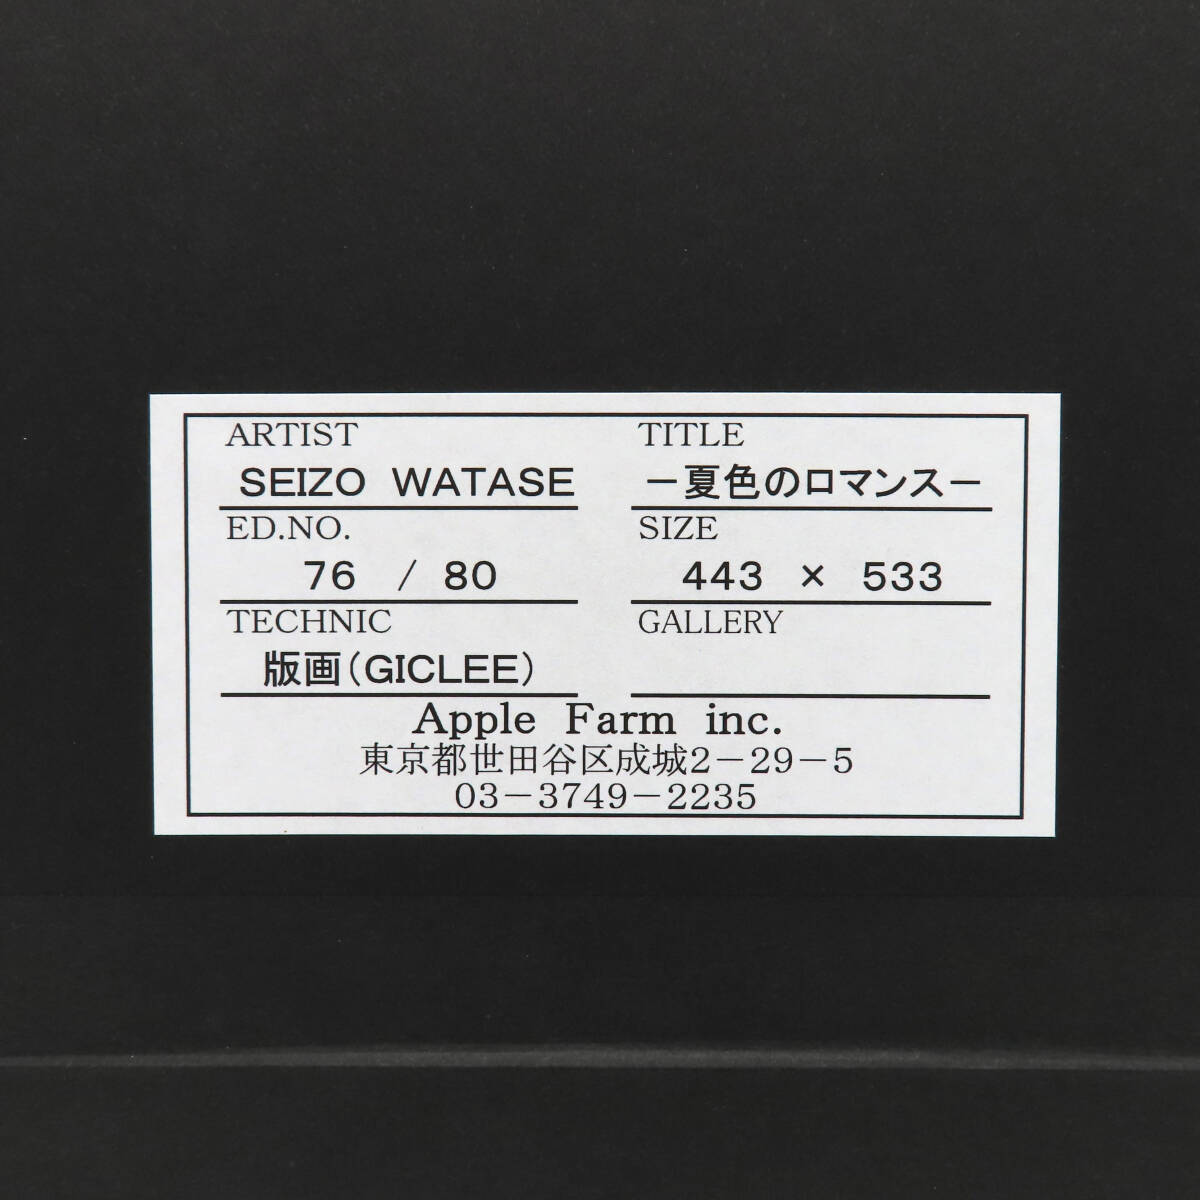 ARTIST
SEIZO WATASE
TITLE
－夏色のロマンス－
ED.NO.
76 / 80
SIZE
443 × 533
TECHNIC
版画(GICLEE)
GALLERY
Apple Farm inc.
東京都世田谷区成城2－29－5
03－3749－2235